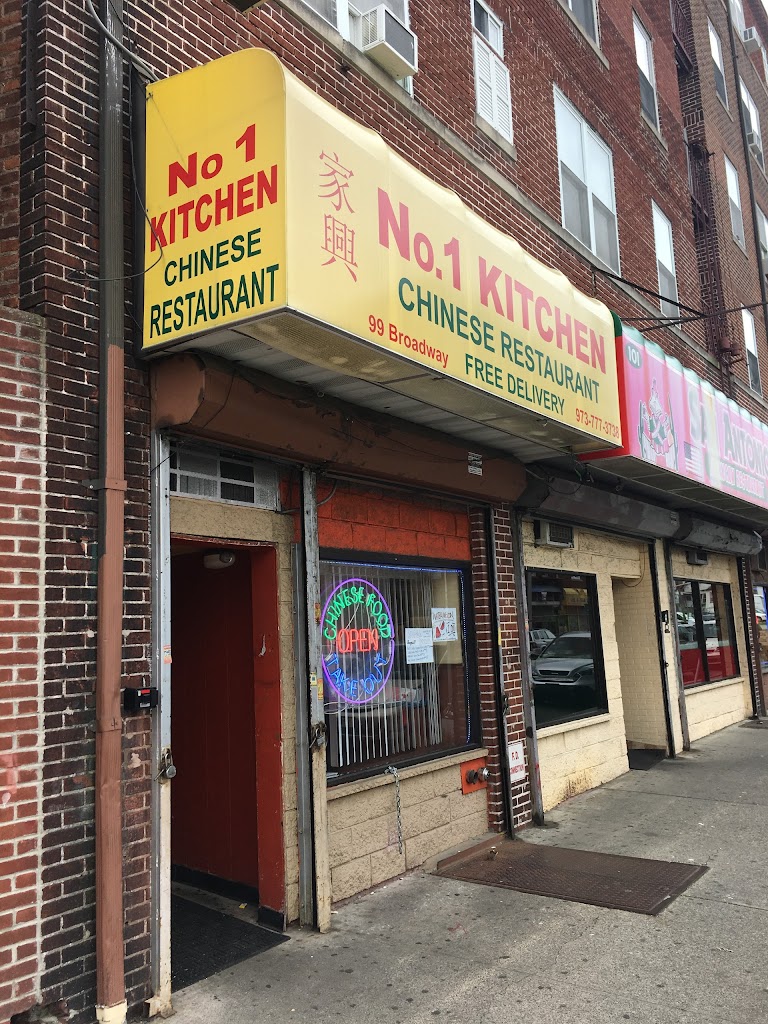 No 1
KITCHEN
CHINESE
RESTAURANT
家興
No.1 KITCHEN
CHINESE RESTAURANT
99 Broadway
FREE DELIVERY
973-777-3738
101
CHINESE FOOD
OPEN
TAKE OUT
F.D.